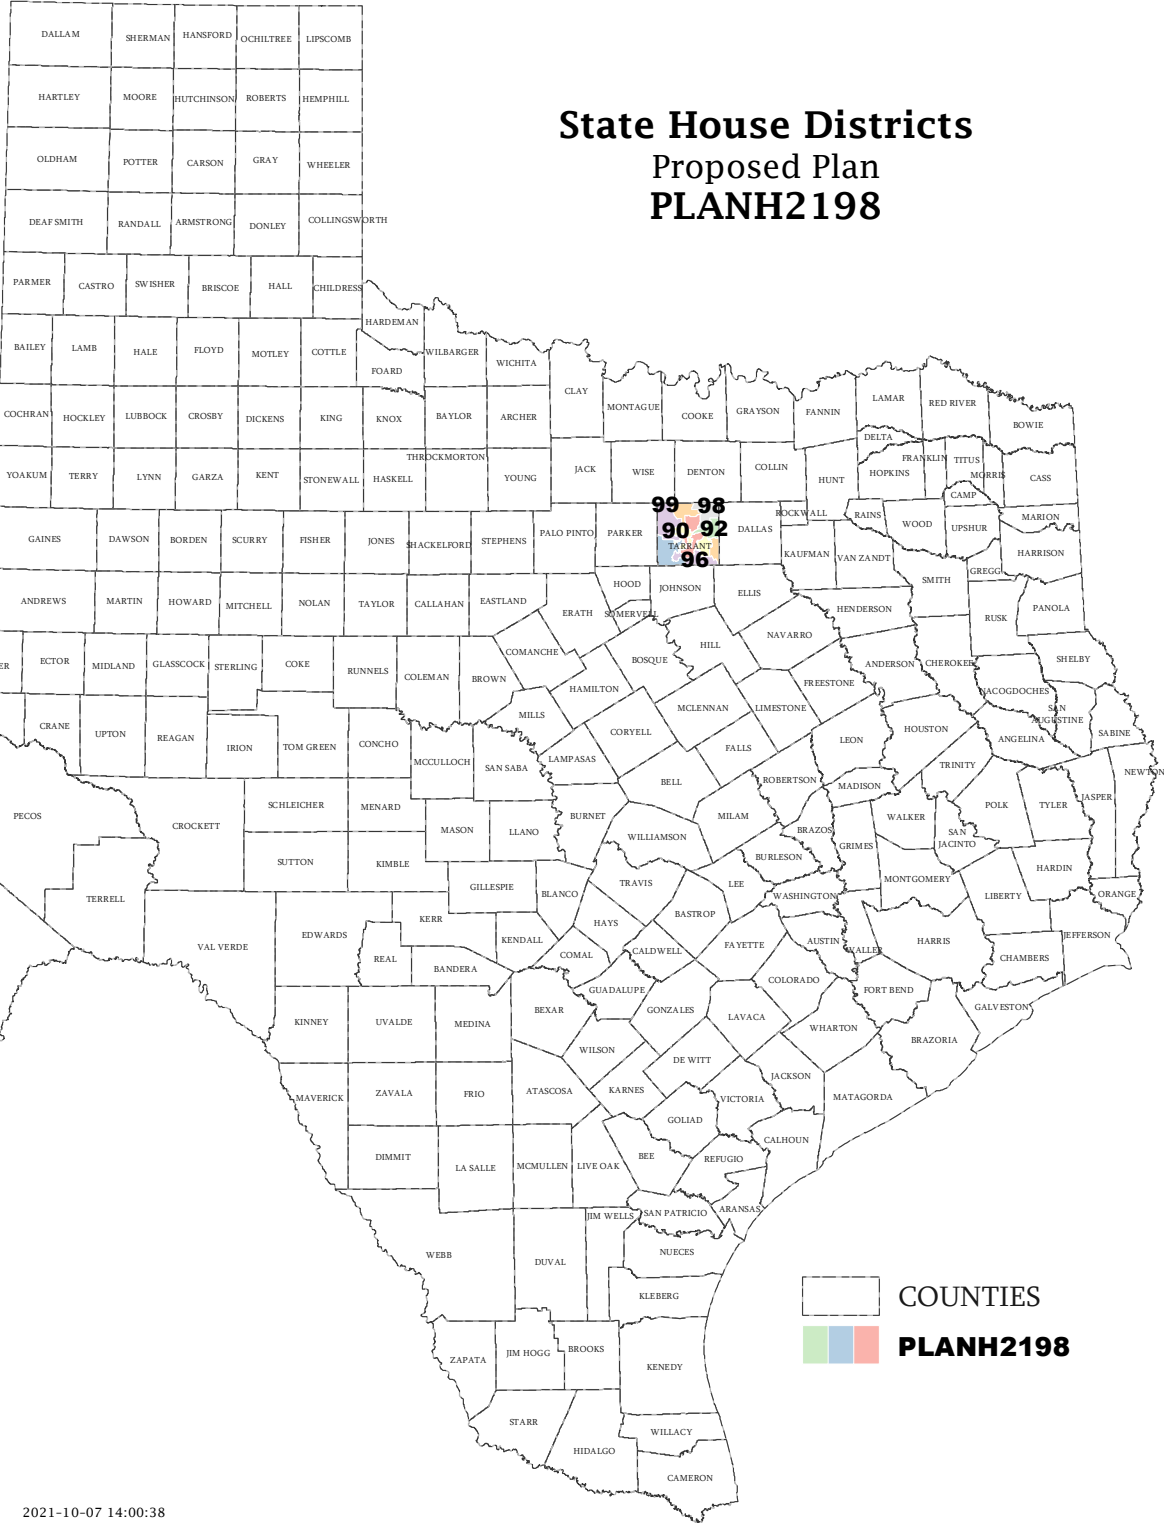 State House Districts
Proposed Plan
PLANH2198
DALLAM SHERMAN HANSFORD OCHILTREE LIPSCOMB
HARTLEY MOORE HUTCHINSON ROBERTS HEMPHILL
OLDHAM POTTER CARSON GRAY WHEELER
DEAF SMITH RANDALL ARMSTRONG DONLEY COLLINGSWORTH
PARMER CASTRO SWISHER BRISCOE HALL CHILDRESS
HARDEMAN
BAILEY LAMB HALE FLOYD MOTLEY COTTLE FOARD WILBARGER WICHITA
CLAY
COCHRAN HOCKLEY LUBBOCK CROSBY DICKENS KING KNOX BAYLOR ARCHER MONTAGUE COOKE GRAYSON FANNIN LAMAR RED RIVER BOWIE
DELTA
YOAKUM TERRY LYNN GARZA KENT STONEWALL HASKELL THROCKMORTON YOUNG JACK WISE DENTON COLLIN HUNT HOPKINS FRANKLIN TITUS MORRIS CASS
CAMP
99 98
90 92
96
GAINES DAWSON BORDEN SCURRY FISHER JONES SHACKELFORD STEPHENS PALO PINTO PARKER TARRANT DALLAS ROCKWALL RAINS WOOD UPSHUR MARION
KAUFMAN VAN ZANDT HARRISON
GREGG
ANDREWS MARTIN HOWARD MITCHELL NOLAN TAYLOR CALLAHAN EASTLAND ERATH HOOD SOMERVELL JOHNSON ELLIS HENDERSON SMITH RUSK PANOLA
NAVARRO
ER ECTOR MIDLAND GLASSCOCK STERLING COKE RUNNELS COLEMAN BROWN COMANCHE BOSQUE HILL ANDERSON CHEROKEE SHELBY
HAMILTON FREESTONE NACOGDOCHES
CRANE UPTON REAGAN IRION TOM GREEN CONCHO MILLS MCLENNAN LIMESTONE SAN
AUGUSTINE
CORYELL FALLS LEON HOUSTON ANGELINA SABINE
MCCULLOCH SAN SABA LAMPASAS BELL ROBERTSON MADISON TRINITY NEWTON
PECOS CROCKETT SCHLEICHER MENARD MASON LLANO BURNET WILLIAMSON MILAM BRAZOS GRIMES WALKER SAN
JACINTO
POLK TYLER JASPER
SUTTON KIMBLE BURLESON
TERRELL GILLESPIE BLANCO TRAVIS LEE WASHINGTON MONTGOMERY LIBERTY HARDIN ORANGE
VAL VERDE EDWARDS KERR KENDALL HAYS BASTROP FAYETTE AUSTIN WALLER HARRIS JEFFERSON
REAL BANDERA COMAL CALDWELL COLORADO CHAMBERS
KINNEY UVALDE MEDINA BEXAR GUADALUPE GONZALES LAVACA FORT BEND GALVESTON
WILSON WHARTON BRAZORIA
DE WITT
MAVERICK ZAVALA FRIO ATASCOSA KARNES JACKSON MATAGORDA
VICTORIA
GOLIAD
DIMMIT LA SALLE MCMULLEN LIVE OAK BEE REFUGIO CALHOUN
JIM WELLS SAN PATRICIO ARANSAS
WEBB DUVAL NUECES
KLEBERG
ZAPATA JIM HOGG BROOKS KENEDY
STARR HIDALGO WILLACY
CAMERON
COUNTIES
PLANH2198
2021-10-07 14:00:38